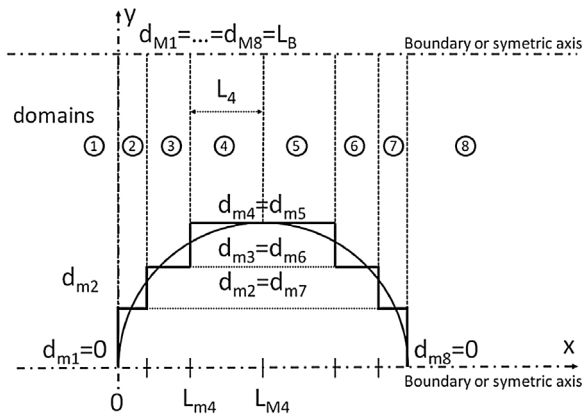 y
d_M1=...=d_M8=L_B
Boundary or symetric axis
L_4
domains
① ② ③ ④ ⑤ ⑥ ⑦ ⑧
d_m4=d_m5
d_m3=d_m6
d_m2
d_m2=d_m7
d_m1=0
d_m8=0
x
Boundary or symetric axis
0
L_m4
L_M4